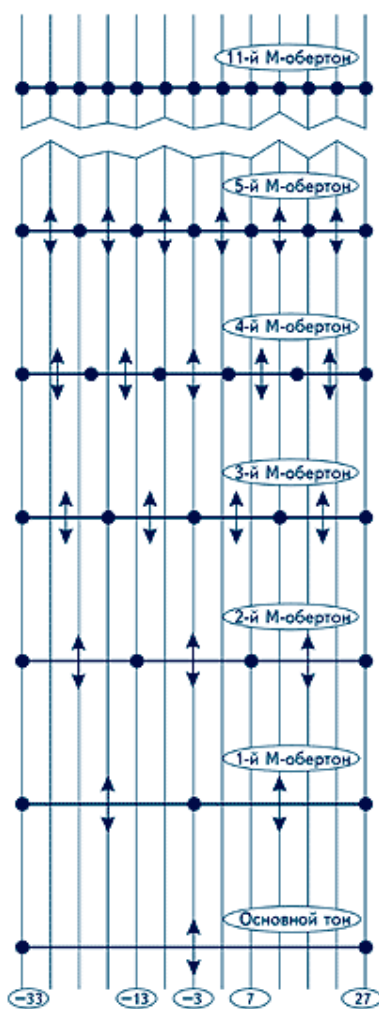 11-й М-обертон
5-й М-обертон
4-й М-обертон
3-й М-обертон
2-й М-обертон
1-й М-обертон
Основной тон
−33 −13 −3 7 27